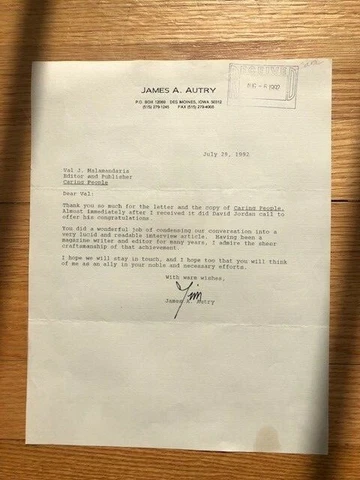 JAMES A. AUTRY
P.O. BOX 12069 DES MOINES, IOWA 50312
RECEIVED
1992
July 29, 1992
Val J. Halamandaris
Editor and Publisher
Caring People
Dear Val:
Thank you so much for the letter and the copy of Caring People.
Almost immediately after I received it did David Jordan call to
offer his congratulations.
You did a wonderful job of condensing our conversation into a
very lucid and readable interview article. Having been a
magazine writer and editor for many years, I admire the sheer
craftsmanship of that achievement.
I hope we will stay in touch, and I hope too that you will think
of me as an ally in your noble and necessary efforts.
With warm wishes,
Jim
James A. Autry